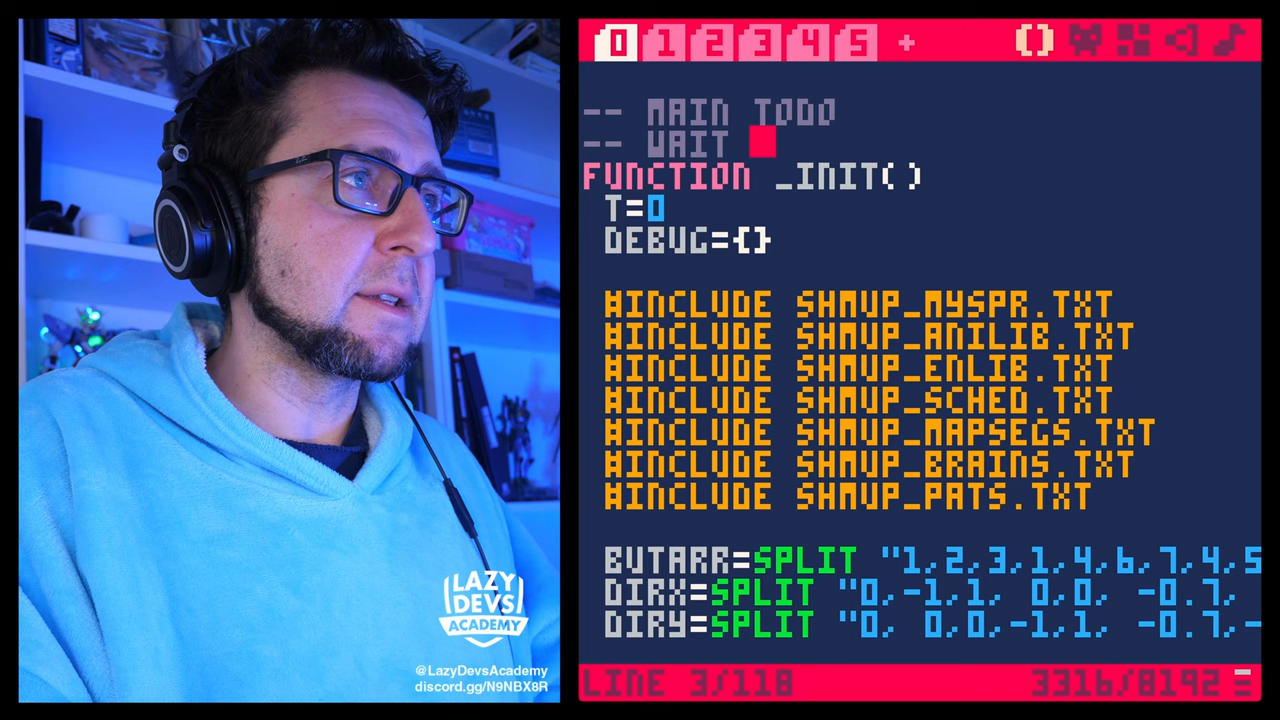 LAZY
DEVS
ACADEMY
@LazyDevsAcademy
discord.gg/N9NBX8R
0 1 2 3 4 5 + ()
-- MAIN TODO
-- WAIT
FUNCTION _INIT()
T=0
DEBUG={}
#INCLUDE SHMUP_MYSPR.TXT
#INCLUDE SHMUP_ANILIB.TXT
#INCLUDE SHMUP_ENLIB.TXT
#INCLUDE SHMUP_SCHED.TXT
#INCLUDE SHMUP_MAPSEGS.TXT
#INCLUDE SHMUP_BRAINS.TXT
#INCLUDE SHMUP_PATS.TXT
BUTARR=SPLIT "1,2,3,1,4,6,7,4,5
DIRX=SPLIT "0,-1,1, 0,0, -0.7,
DIRY=SPLIT "0, 0,0,-1,1, -0.7,-
LINE 3/118
3316/8192